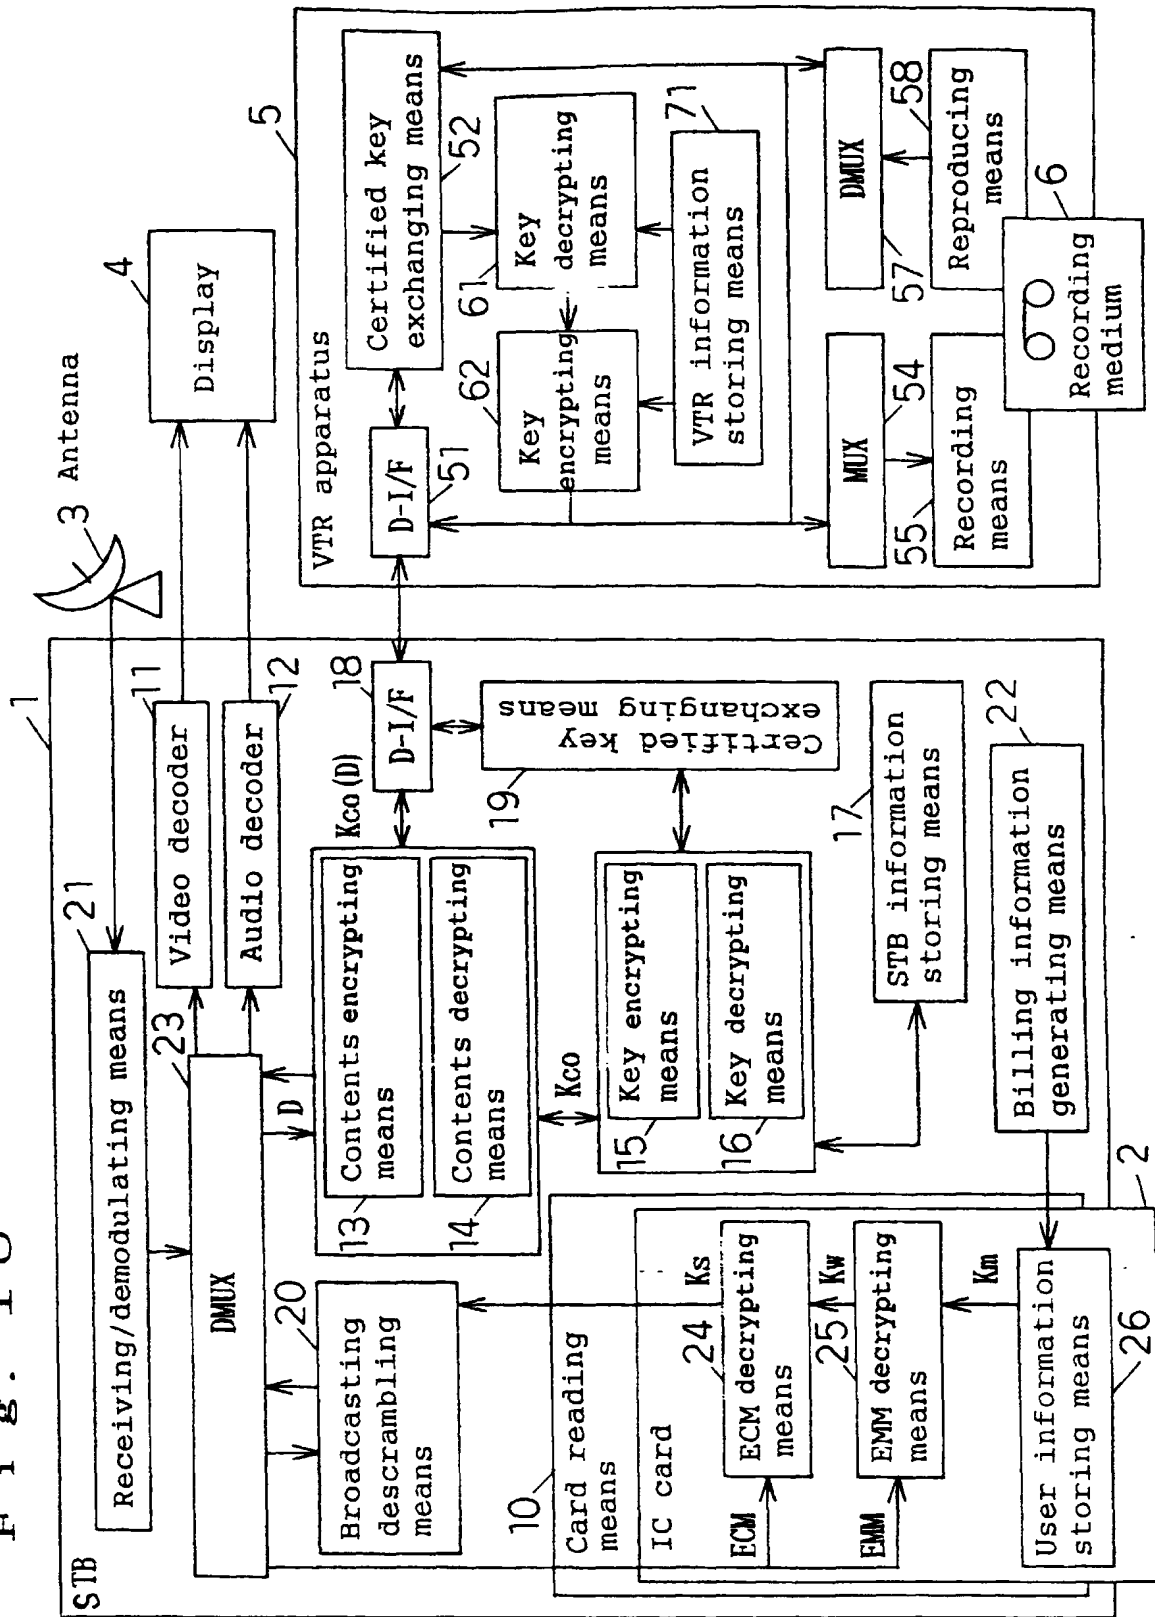 STB
1
Receiving/demodulating means
21
3
Antenna
DMUX
23
Video decoder
11
Audio decoder
12
4
Display
D
Broadcasting
descrambling
means
20
Contents encrypting
means
13
Contents decrypting
means
14
Kco(D)
D-I/F
18
Certified key
exchanging means
19
Kco
Key encrypting
means
15
Key decrypting
means
16
STB information
storing means
17
Billing information
generating means
22
10
Card reading
means
IC card
2
ECM
ECM decrypting
means
24
Ks
EMM
EMM decrypting
means
25
Kw
Km
User information
storing means
26
VTR apparatus
5
D-I/F
51
Certified key
exchanging means
52
Key
encrypting
means
62
Key
decrypting
means
61
VTR information
storing means
71
MUX
54
DMUX
57
Recording
means
55
Reproducing
means
58
Recording
medium
6